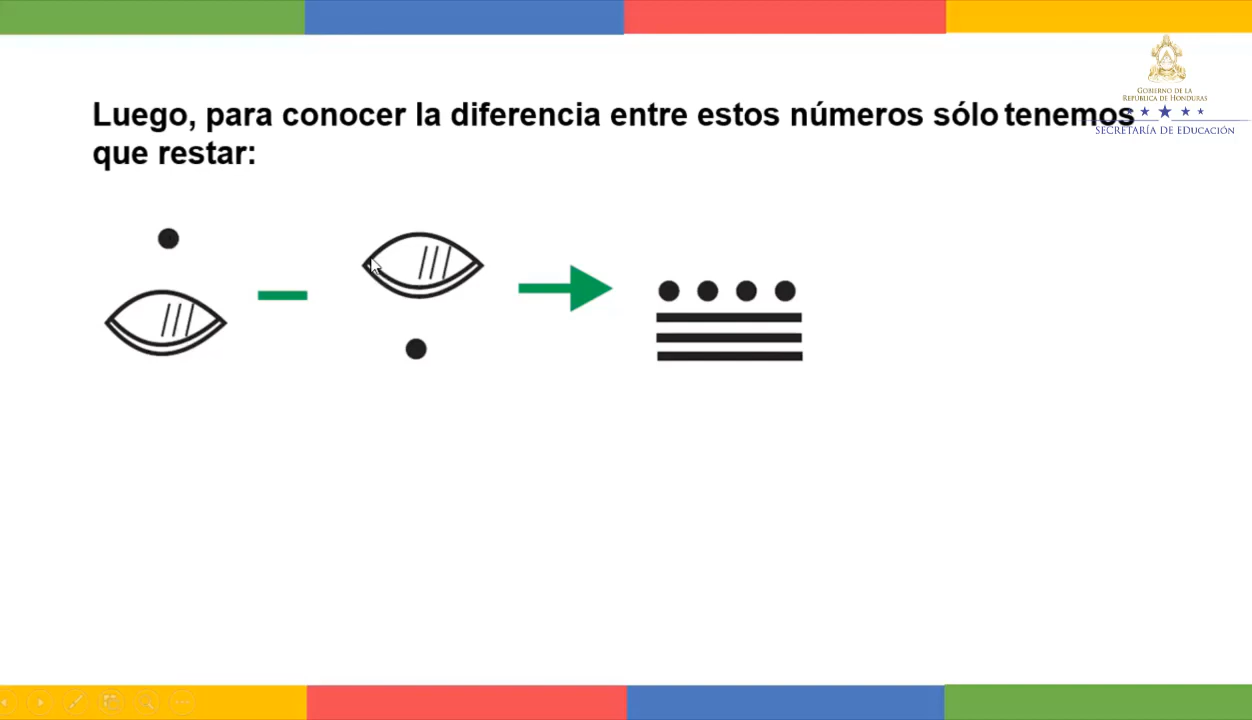 Luego, para conocer la diferencia entre estos números sólo tenemos
que restar:
GOBIERNO DE LA
REPÚBLICA DE HONDURAS
SECRETARÍA DE EDUCACIÓN